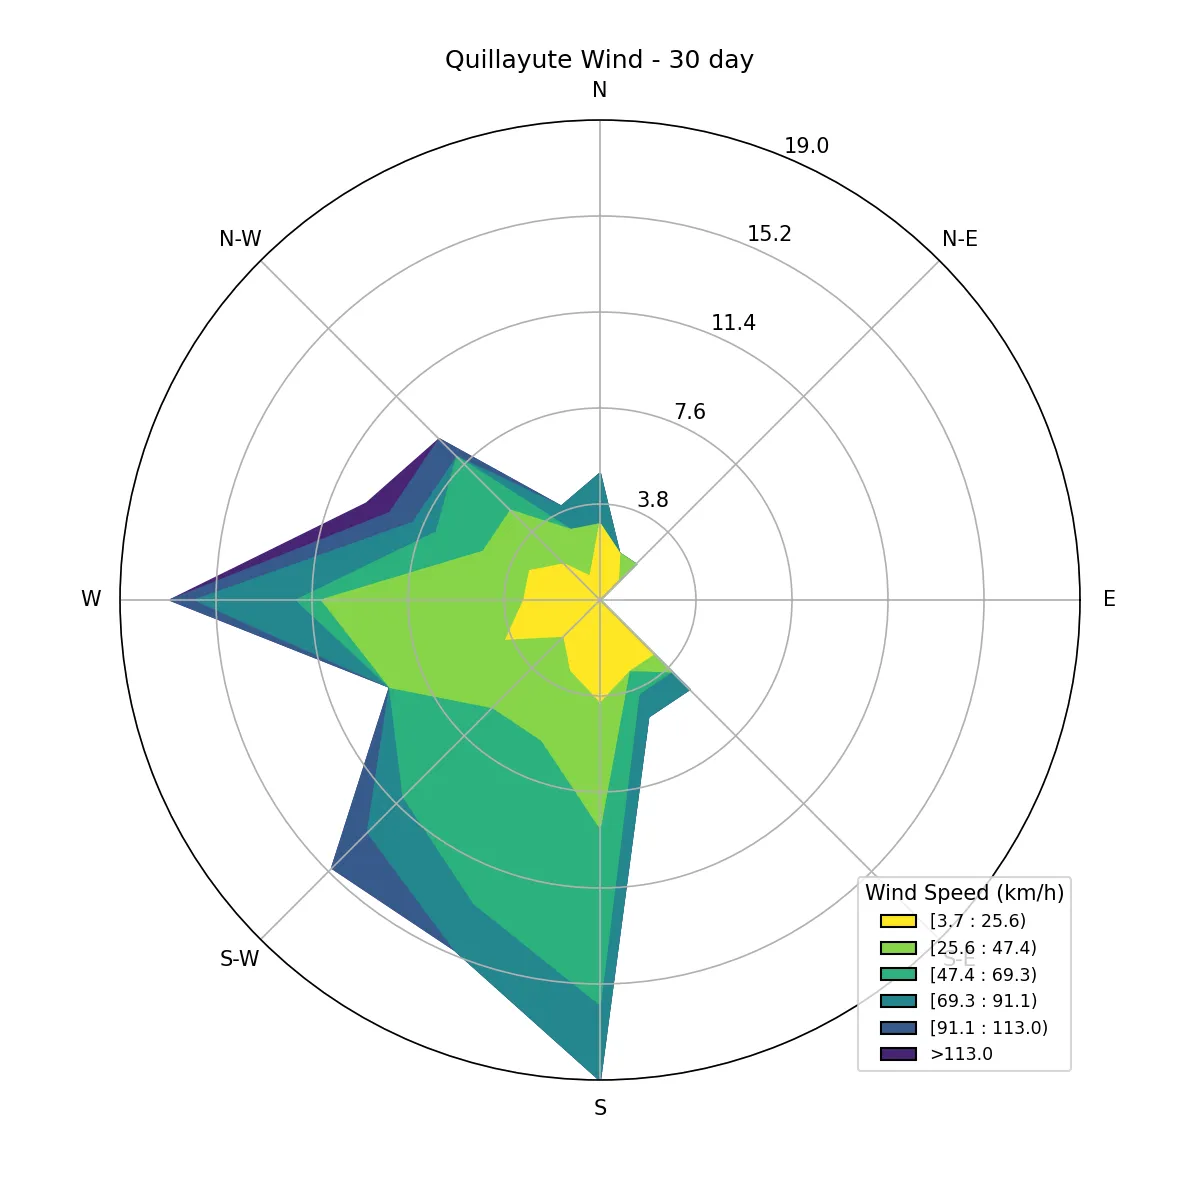 Quillayute Wind - 30 day
N
19.0
15.2
N-W
N-E
11.4
7.6
3.8
W
E
Wind Speed (km/h)
[3.7 : 25.6)
[25.6 : 47.4)
S-W
S-E
[47.4 : 69.3)
[69.3 : 91.1)
[91.1 : 113.0)
>113.0
S